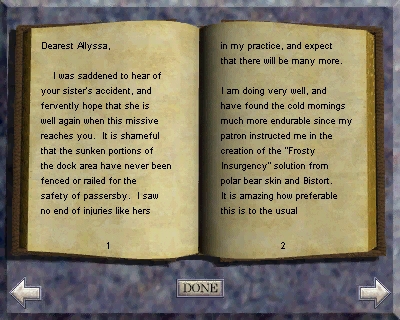 Dearest Allyssa,
I was saddened to hear of
your sister's accident, and
fervently hope that she is
well again when this missive
reaches you. It is shameful
that the sunken portions of
the dock area have never been
fenced or railed for the
safety of passersby. I saw
no end of injuries like hers
1
in my practice, and expect
that there will be many more.
I am doing very well, and
have found the cold mornings
much more endurable since my
patron instructed me in the
creation of the "Frosty
Insurgency" solution from
polar bear skin and Bistort.
It is amazing how preferable
this is to the usual
2
DONE